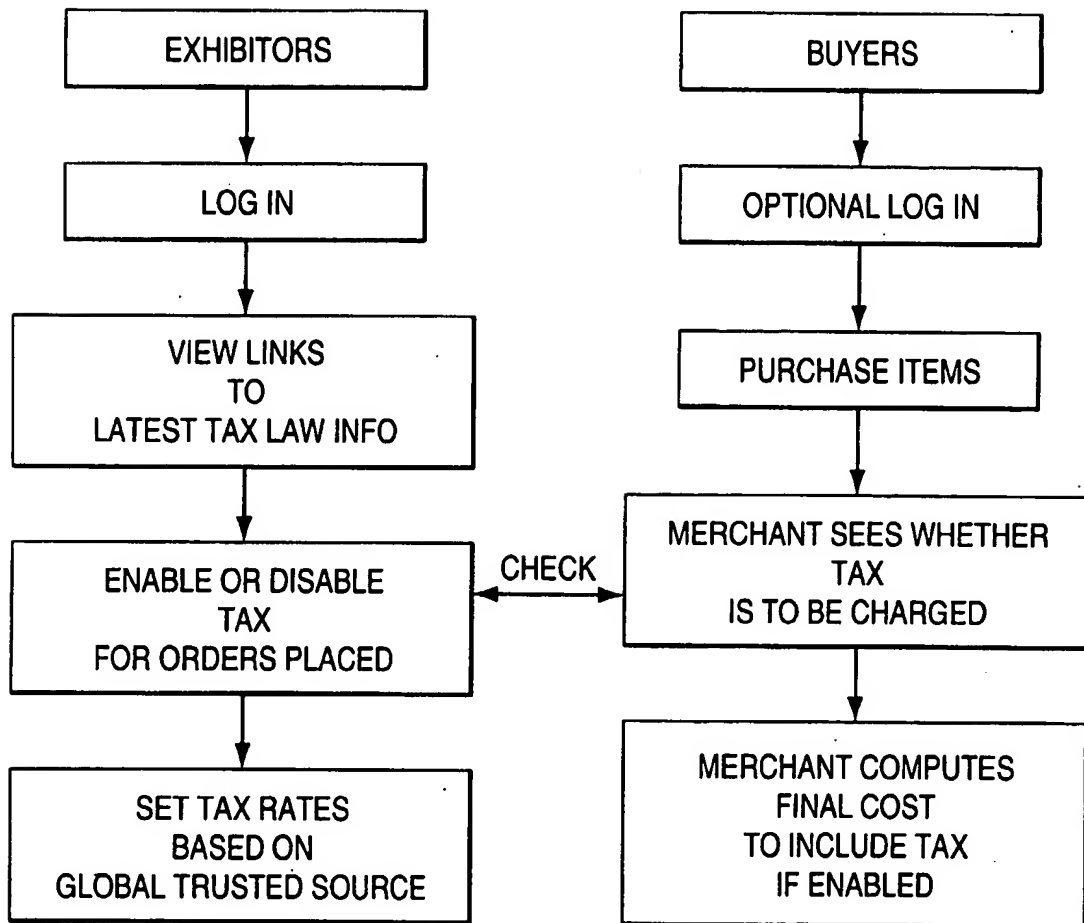 EXHIBITORS
LOG IN
VIEW LINKS
TO
LATEST TAX LAW INFO
ENABLE OR DISABLE
TAX
FOR ORDERS PLACED
SET TAX RATES
BASED ON
GLOBAL TRUSTED SOURCE
CHECK
BUYERS
OPTIONAL LOG IN
PURCHASE ITEMS
MERCHANT SEES WHETHER
TAX
IS TO BE CHARGED
MERCHANT COMPUTES
FINAL COST
TO INCLUDE TAX
IF ENABLED